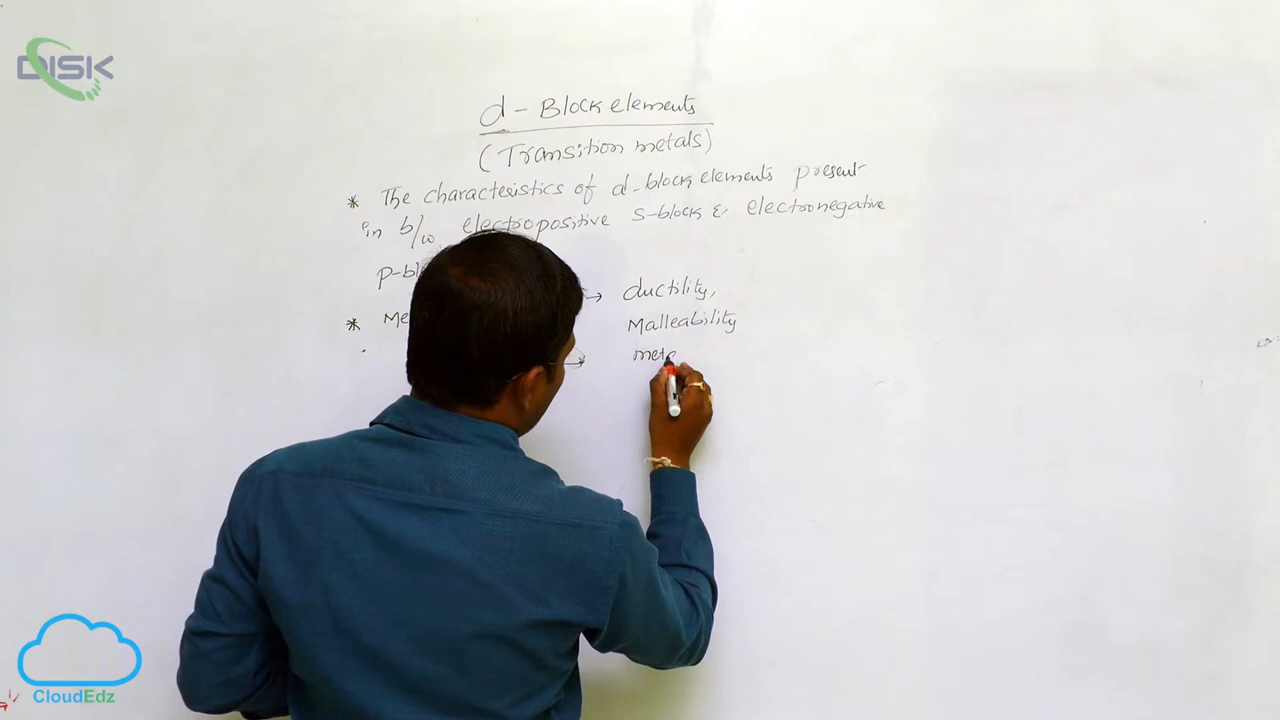 DISK
d - Block elements
(Transition metals)
* The characteristics of d-block elements present
in b/w electropositive s-block & electronegative
p-bl
* Me → ductility,
Malleability
→ meta
CloudEdz